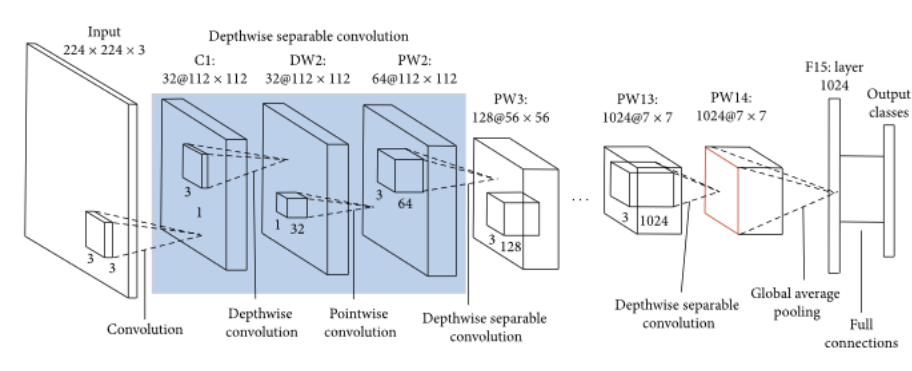 Input
224 × 224 × 3
Depthwise separable convolution
C1:
32@112 × 112
DW2:
32@112 × 112
PW2:
64@112 × 112
PW3:
128@56 × 56
PW13:
1024@7 × 7
PW14:
1024@7 × 7
F15: layer
1024
Output
classes
3
3
3
1
1
32
3
64
3
128
...
3
1024
Convolution
Depthwise
convolution
Pointwise
convolution
Depthwise separable
convolution
Depthwise separable
convolution
Global average
pooling
Full
connections